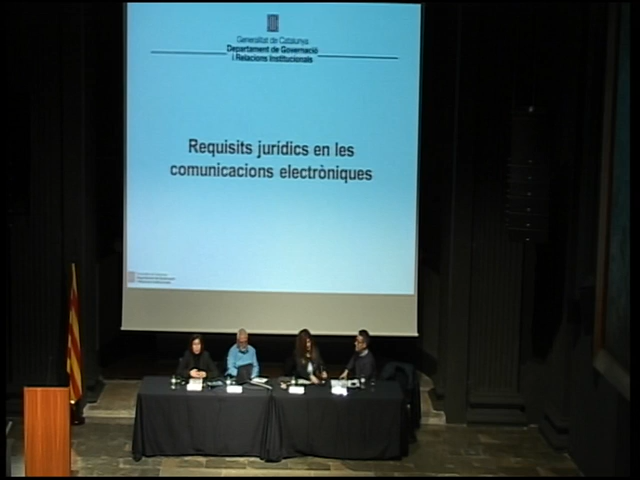 Generalitat de Catalunya
Departament de Governació
i Relacions Institucionals
Requisits jurídics en les
comunicacions electròniques